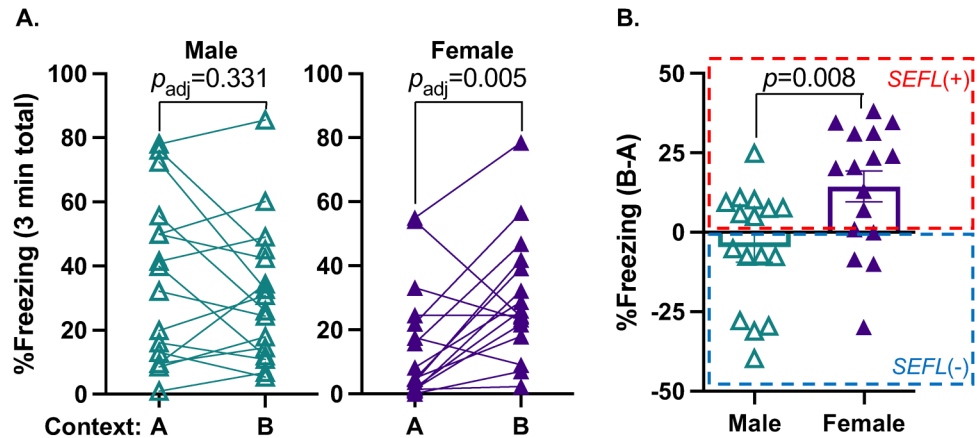 A.
Male
Female
%Freezing (3 min total)
p_adj=0.331
p_adj=0.005
100
80
60
40
20
0
100
80
60
40
20
0
Context: A B
A B
B.
%Freezing (B-A)
50
25
0
-25
-50
p=0.008
SEFL(+)
SEFL(-)
Male
Female